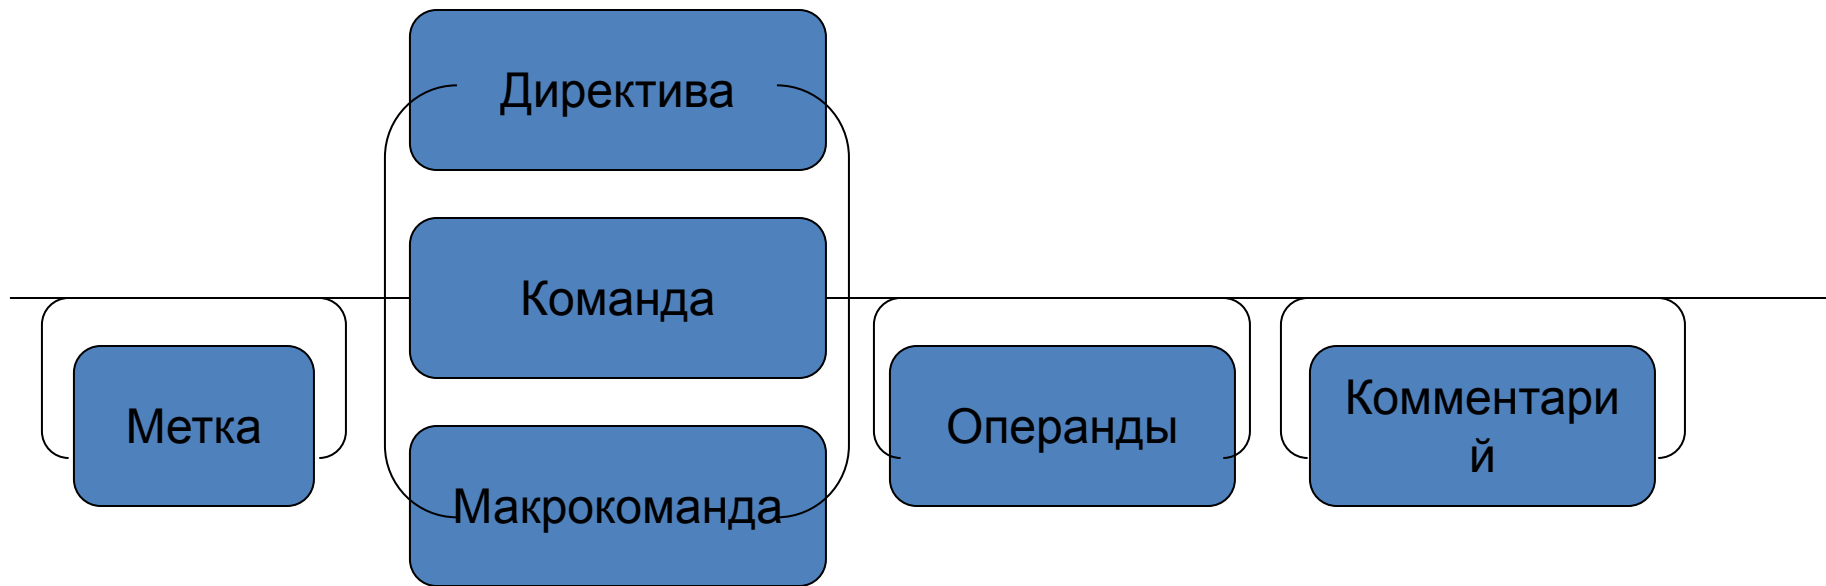 Директива
Команда
Макрокоманда
Метка
Операнды
Комментари
й